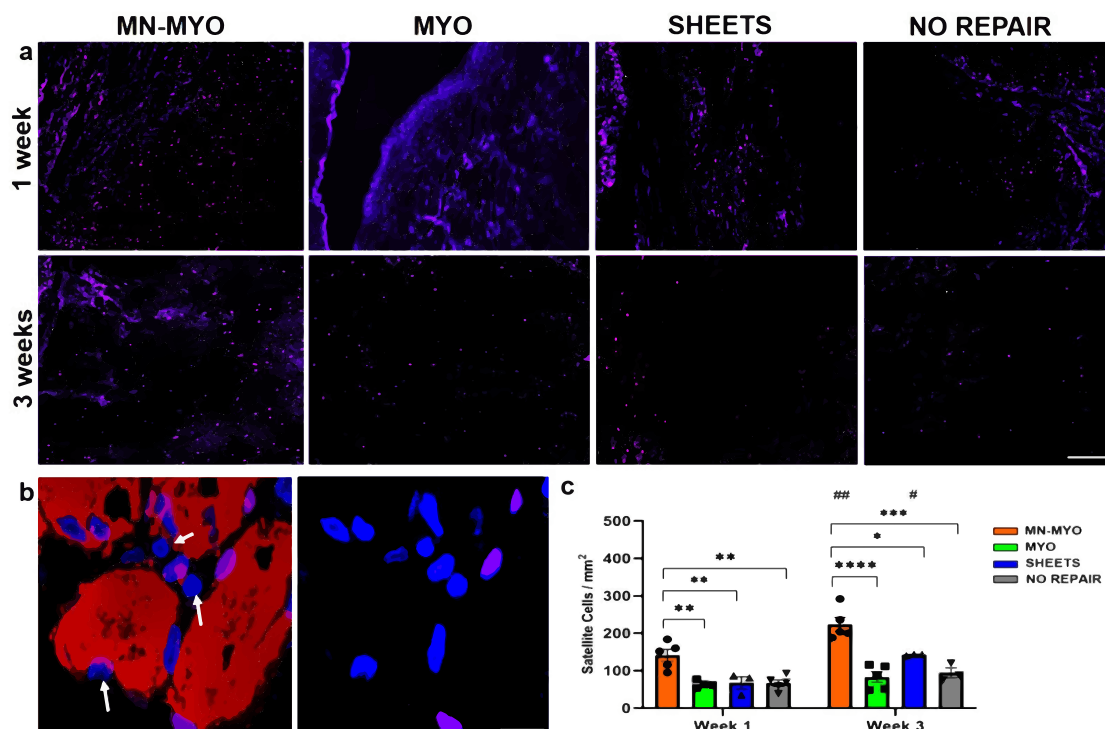 MN-MYO MYO SHEETS NO REPAIR
a
1 week
3 weeks
b
c
## #
***
*
****
**
**
**
Satellite Cells / mm²
500
400
300
200
100
0
Week 1 Week 3
MN-MYO
MYO
SHEETS
NO REPAIR